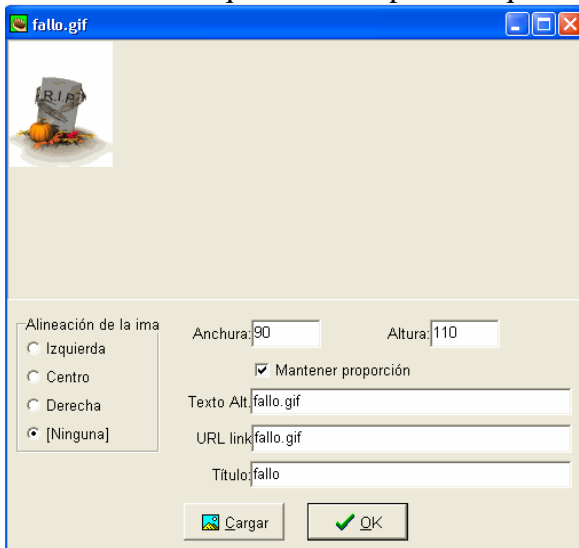 fallo.gif
R.I.P
Alineación de la ima
Izquierda
Centro
Derecha
[Ninguna]
Anchura: 90 Altura: 110
Mantener proporción
Texto Alt. fallo.gif
URL link fallo.gif
Título: fallo
Cargar OK